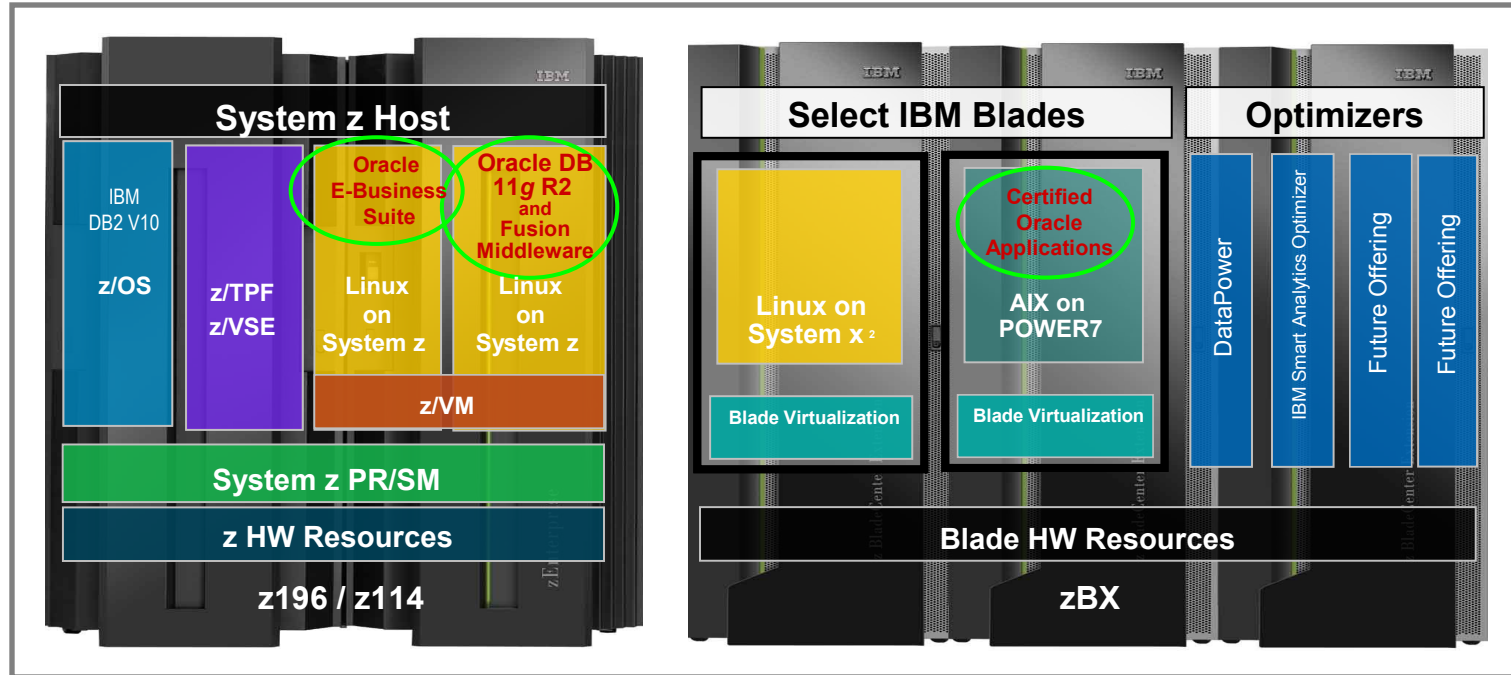 IBM
System z Host
IBM
DB2 V10
z/OS
z/TPF
z/VSE
Oracle
E-Business
Suite
Linux
on
System z
Oracle DB
11g R2
and
Fusion
Middleware
Linux
on
System z
z/VM
System z PR/SM
z HW Resources
zEnterprise
z196 / z114
IBM
IBM
IBM
Select IBM Blades
Optimizers
Linux on
System x 2
Blade Virtualization
Certified
Oracle
Applications
AIX on
POWER7
Blade Virtualization
DataPower
IBM Smart Analytics Optimizer
Future Offering
Future Offering
Blade HW Resources
zBX